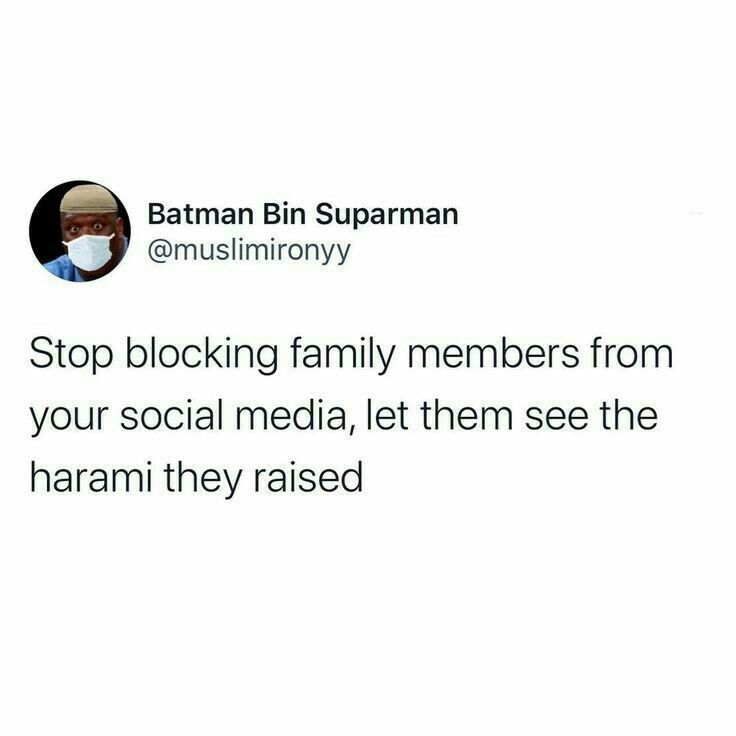 Batman Bin Suparman
@muslimironyy
Stop blocking family members from
your social media, let them see the
harami they raised